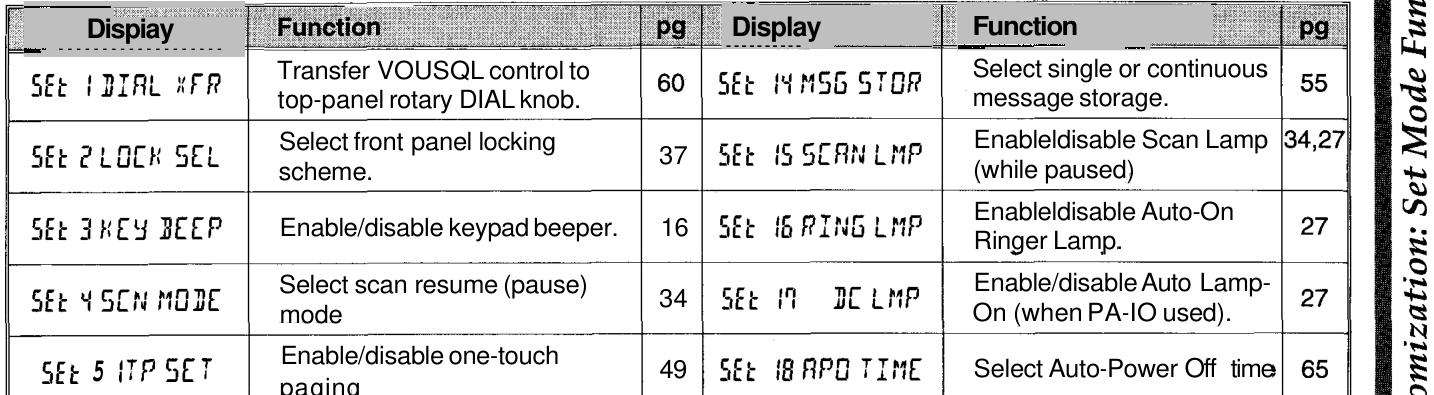 Dispiay Function pg Display Function pg
SEt 1 DIAL XFR Transfer VOUSQL control to top-panel rotary DIAL knob. 60 SEt 14 MSG STOR Select single or continuous message storage. 55
SEt 2 LOCK SEL Select front panel locking scheme. 37 SEt 15 SCAN LMP Enableldisable Scan Lamp (while paused) 34,27
SEt 3 KEY BEEP Enable/disable keypad beeper. 16 SEt 16 RING LMP Enableldisable Auto-On Ringer Lamp. 27
SEt 4 SCN MODE Select scan resume (pause) mode 34 SEt 17 DC LMP Enable/disable Auto Lamp-On (when PA-IO used). 27
SEt 5 1TP SET Enable/disable one-touch paging 49 SEt 18 APO TIME Select Auto-Power Off time 65
omization: Set Mode Fun